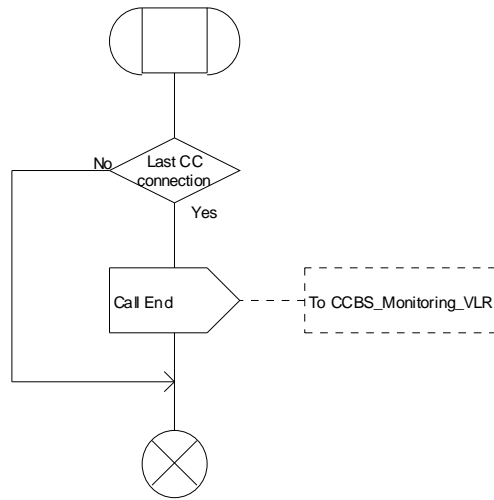 No
Last CC
connection
Yes
Call End
To CCBS_Monitoring_VLR